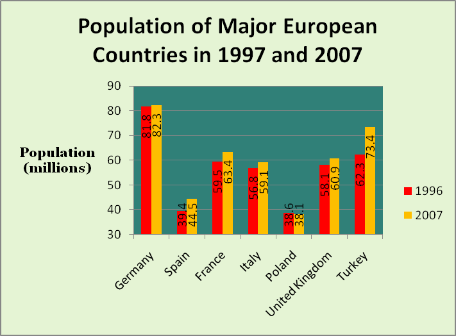 Population of Major European
Countries in 1997 and 2007
Population
(millions)
90
80
70
60
50
40
30
81.8
82.3
39.4
44.5
59.5
63.4
56.8
59.1
38.6
38.1
58.1
60.9
62.3
73.4
Germany
Spain
France
Italy
Poland
United Kingdom
Turkey
1996
2007